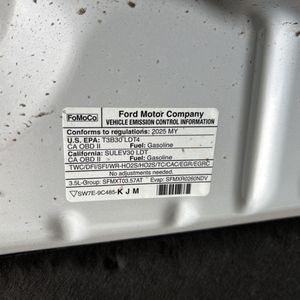 FoMoCo
Ford Motor Company
VEHICLE EMISSION CONTROL INFORMATION
Conforms to regulations: 2025 MY
U.S. EPA: T3B30 LDT4
CA OBD II Fuel: Gasoline
California: SULEV30 LDT
CA OBD II Fuel: Gasoline
TWC/DFI/SFI/WR-HO2S/HO2S/TC/CAC/EGR/EGRC
No adjustments needed.
3.5L-Group: SFMXT03.57AT Evap: SFMXR0260NDV
SW7E-9C485-KJM